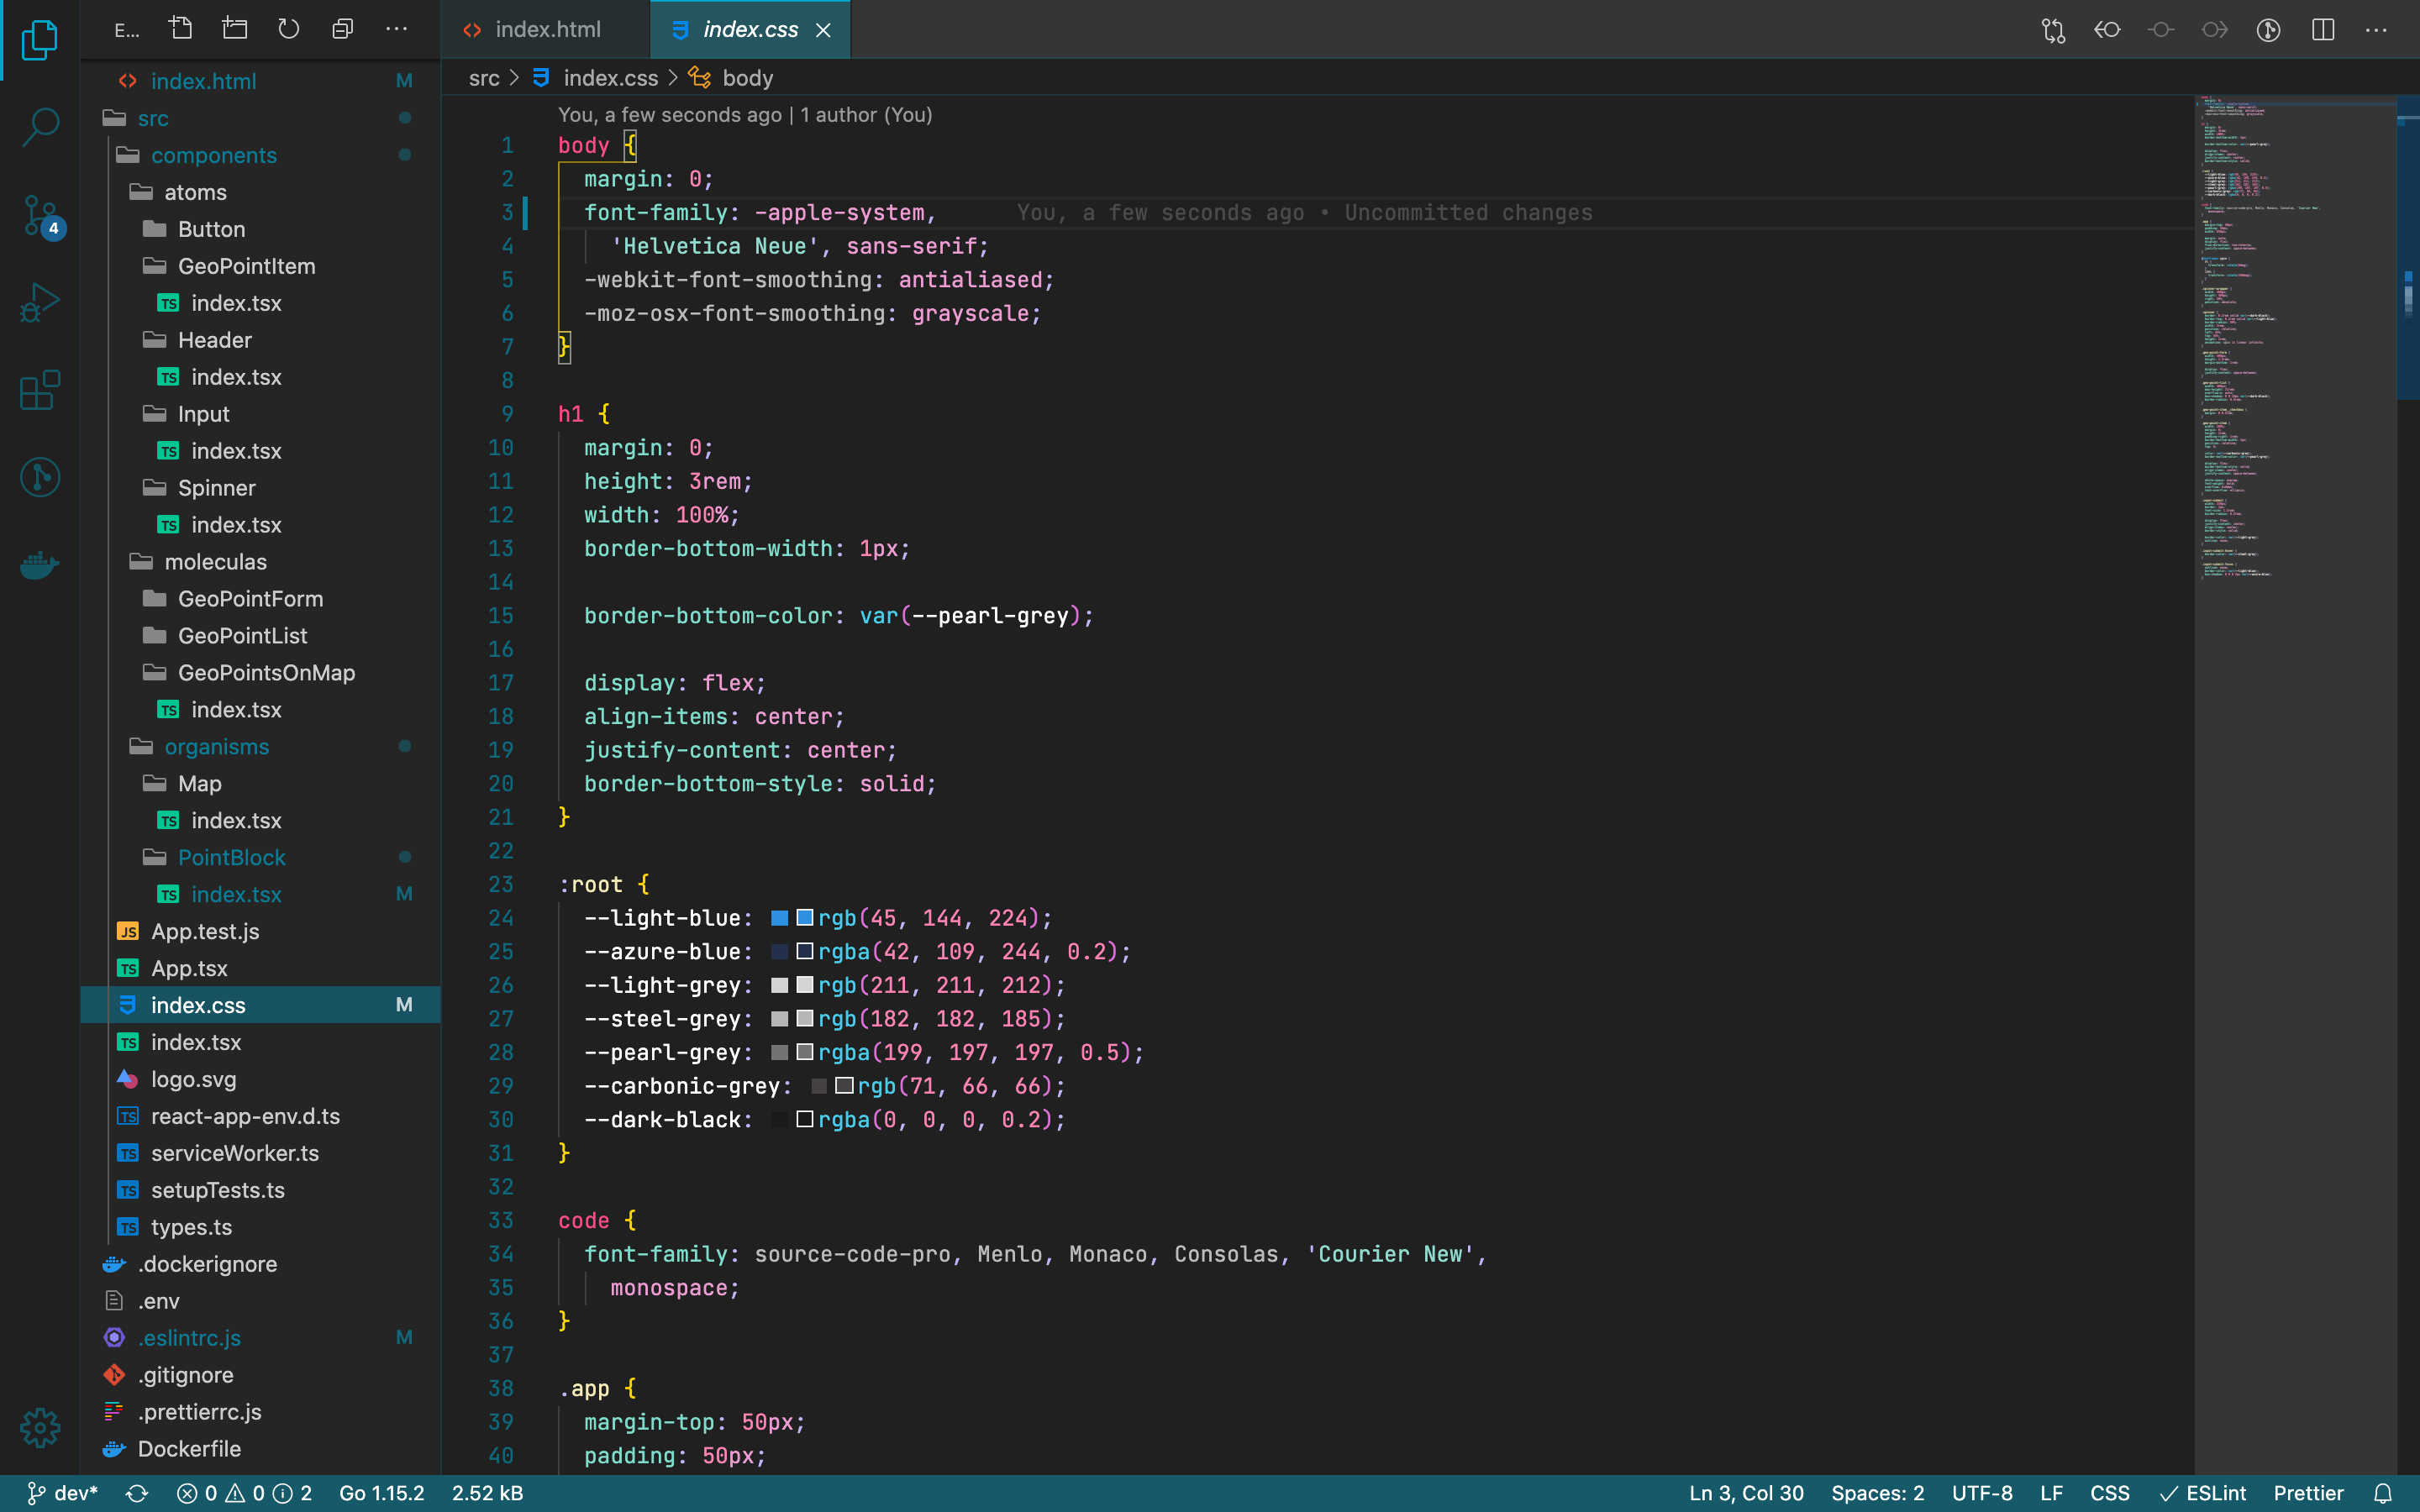 E...
index.html
index.css
src > index.css > body
index.html M
src
components
atoms
Button
GeoPointItem
index.tsx
Header
index.tsx
Input
index.tsx
Spinner
index.tsx
moleculas
GeoPointForm
GeoPointList
GeoPointsOnMap
index.tsx
organisms
Map
index.tsx
PointBlock
index.tsx M
App.test.js
App.tsx
index.css M
index.tsx
logo.svg
react-app-env.d.ts
serviceWorker.ts
setupTests.ts
types.ts
.dockerignore
.env
.eslintrc.js M
.gitignore
.prettierrc.js
Dockerfile
4
You, a few seconds ago | 1 author (You)
1 body {
2 margin: 0;
3 font-family: -apple-system, You, a few seconds ago • Uncommitted changes
4 'Helvetica Neue', sans-serif;
5 -webkit-font-smoothing: antialiased;
6 -moz-osx-font-smoothing: grayscale;
7 }
8
9 h1 {
10 margin: 0;
11 height: 3rem;
12 width: 100%;
13 border-bottom-width: 1px;
14
15 border-bottom-color: var(--pearl-grey);
16
17 display: flex;
18 align-items: center;
19 justify-content: center;
20 border-bottom-style: solid;
21 }
22
23 :root {
24 --light-blue: rgb(45, 144, 224);
25 --azure-blue: rgba(42, 109, 244, 0.2);
26 --light-grey: rgb(211, 211, 212);
27 --steel-grey: rgb(182, 182, 185);
28 --pearl-grey: rgba(199, 197, 197, 0.5);
29 --carbonic-grey: rgb(71, 66, 66);
30 --dark-black: rgba(0, 0, 0, 0.2);
31 }
32
33 code {
34 font-family: source-code-pro, Menlo, Monaco, Consolas, 'Courier New',
35 monospace;
36 }
37
38 .app {
39 margin-top: 50px;
40 padding: 50px;
dev* 0 0 2 Go 1.15.2 2.52 kB Ln 3, Col 30 Spaces: 2 UTF-8 LF CSS ESLint Prettier